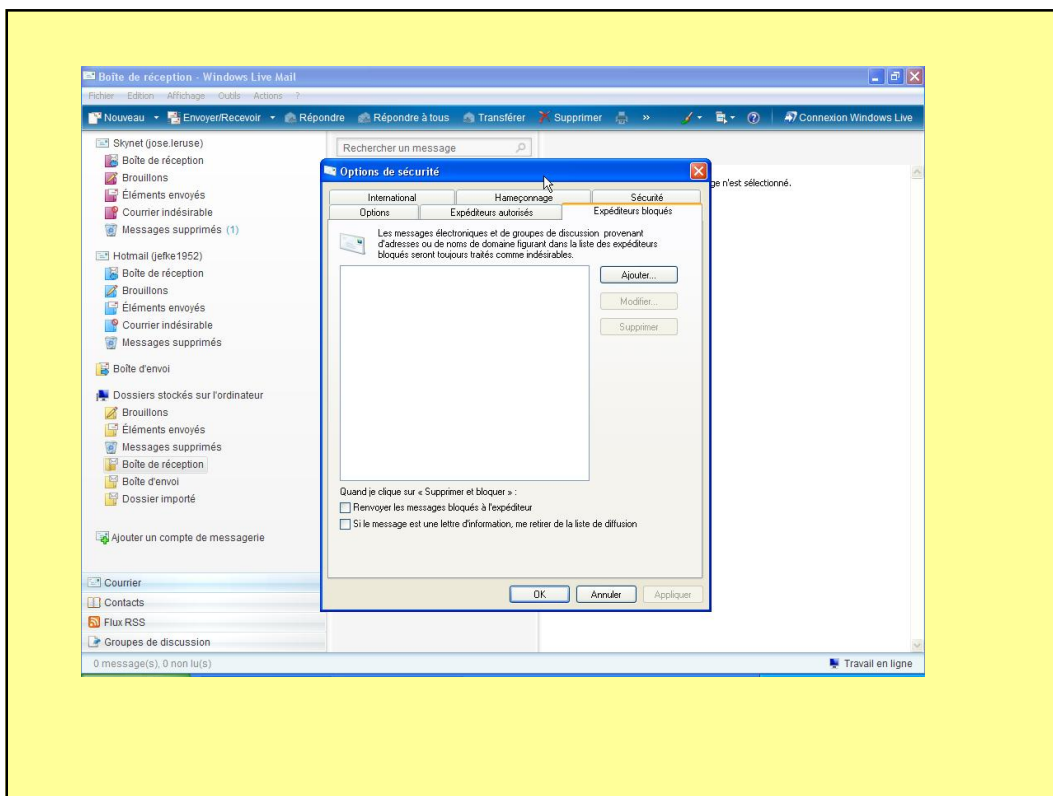 Boîte de réception - Windows Live Mail
Fichier Edition Affichage Outils Actions ?
Nouveau Envoyer/Recevoir Répondre Répondre à tous Transférer Supprimer » Connexion Windows Live
Skynet (jose.leruse)
Boîte de réception
Brouillons
Éléments envoyés
Courrier indésirable
Messages supprimés (1)
Hotmail (jefke1952)
Boîte de réception
Brouillons
Éléments envoyés
Courrier indésirable
Messages supprimés
Boîte d'envoi
Dossiers stockés sur l'ordinateur
Brouillons
Éléments envoyés
Messages supprimés
Boîte de réception
Boîte d'envoi
Dossier importé
Ajouter un compte de messagerie
Courrier
Contacts
Flux RSS
Groupes de discussion
Rechercher un message
ge n'est sélectionné.
Options de sécurité
International Hameçonnage Sécurité
Options Expéditeurs autorisés Expéditeurs bloqués
Les messages électroniques et de groupes de discussion provenant
d'adresses ou de noms de domaine figurant dans la liste des expéditeurs
bloqués seront toujours traités comme indésirables.
Ajouter...
Modifier...
Supprimer
Quand je clique sur « Supprimer et bloquer » :
Renvoyer les messages bloqués à l'expéditeur
Si le message est une lettre d'information, me retirer de la liste de diffusion
OK Annuler Appliquer
0 message(s), 0 non lu(s) Travail en ligne